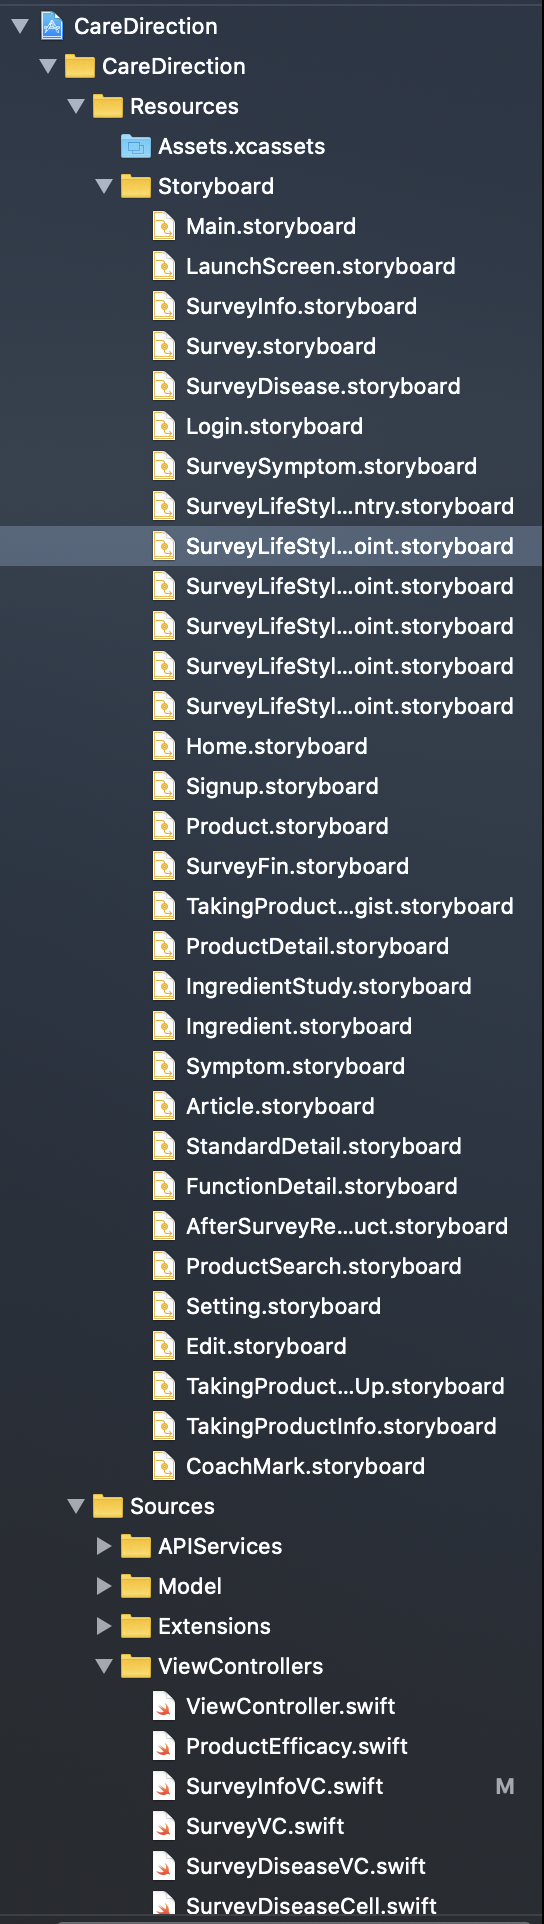 CareDirection
CareDirection
Resources
Assets.xcassets
Storyboard
Main.storyboard
LaunchScreen.storyboard
SurveyInfo.storyboard
Survey.storyboard
SurveyDisease.storyboard
Login.storyboard
SurveySymptom.storyboard
SurveyLifeStyl...ntry.storyboard
SurveyLifeStyl...oint.storyboard
SurveyLifeStyl...oint.storyboard
SurveyLifeStyl...oint.storyboard
SurveyLifeStyl...oint.storyboard
SurveyLifeStyl...oint.storyboard
Home.storyboard
Signup.storyboard
Product.storyboard
SurveyFin.storyboard
TakingProduct...gist.storyboard
ProductDetail.storyboard
IngredientStudy.storyboard
Ingredient.storyboard
Symptom.storyboard
Article.storyboard
StandardDetail.storyboard
FunctionDetail.storyboard
AfterSurveyRe...uct.storyboard
ProductSearch.storyboard
Setting.storyboard
Edit.storyboard
TakingProduct...Up.storyboard
TakingProductInfo.storyboard
CoachMark.storyboard
Sources
APIServices
Model
Extensions
ViewControllers
ViewController.swift
ProductEfficacy.swift
SurveyInfoVC.swift M
SurveyVC.swift
SurveyDiseaseVC.swift
SurveyDiseaseCell.swift